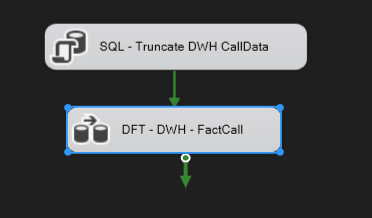 SQL - Truncate DWH CallData
DFT - DWH - FactCall